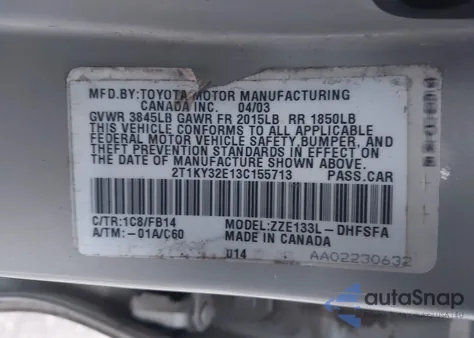 MFD.BY:TOYOTA MOTOR MANUFACTURING
CANADA INC. 04/03
GVWR 3845LB GAWR FR 2015LB RR 1850LB
THIS VEHICLE CONFORMS TO ALL APPLICABLE
FEDERAL MOTOR VEHICLE SAFETY,BUMPER, AND
THEFT PREVENTION STANDARDS IN EFFECT ON
THE DATE OF MANUFACTURE SHOWN ABOVE.
2T1KY32E13C155713 PASS.CAR
C/TR:1C8/FB14 MODEL:ZZE133L-DHFSFA
A/TM:-01A/C60 MADE IN CANADA
U14
AA02230632
autoSnap